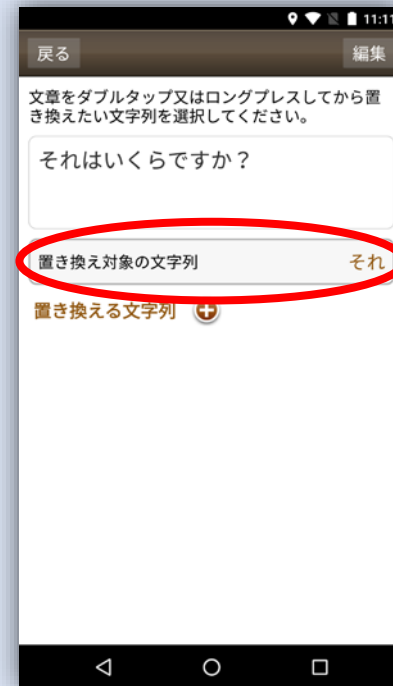 11:11
戻る
編集
文章をダブルタップ又はロングプレスしてから置
き換えたい文字列を選択してください。
それはいくらですか？
置き換え対象の文字列 それ
置き換える文字列